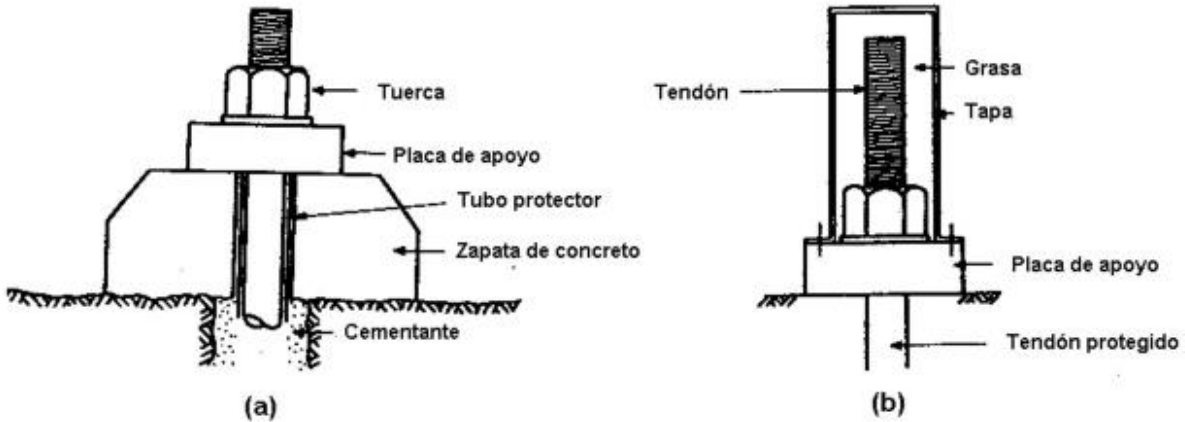 Tuerca
Placa de apoyo
Tubo protector
Zapata de concreto
Cementante
(a)
Tendón
Grasa
Tapa
Placa de apoyo
Tendón protegido
(b)